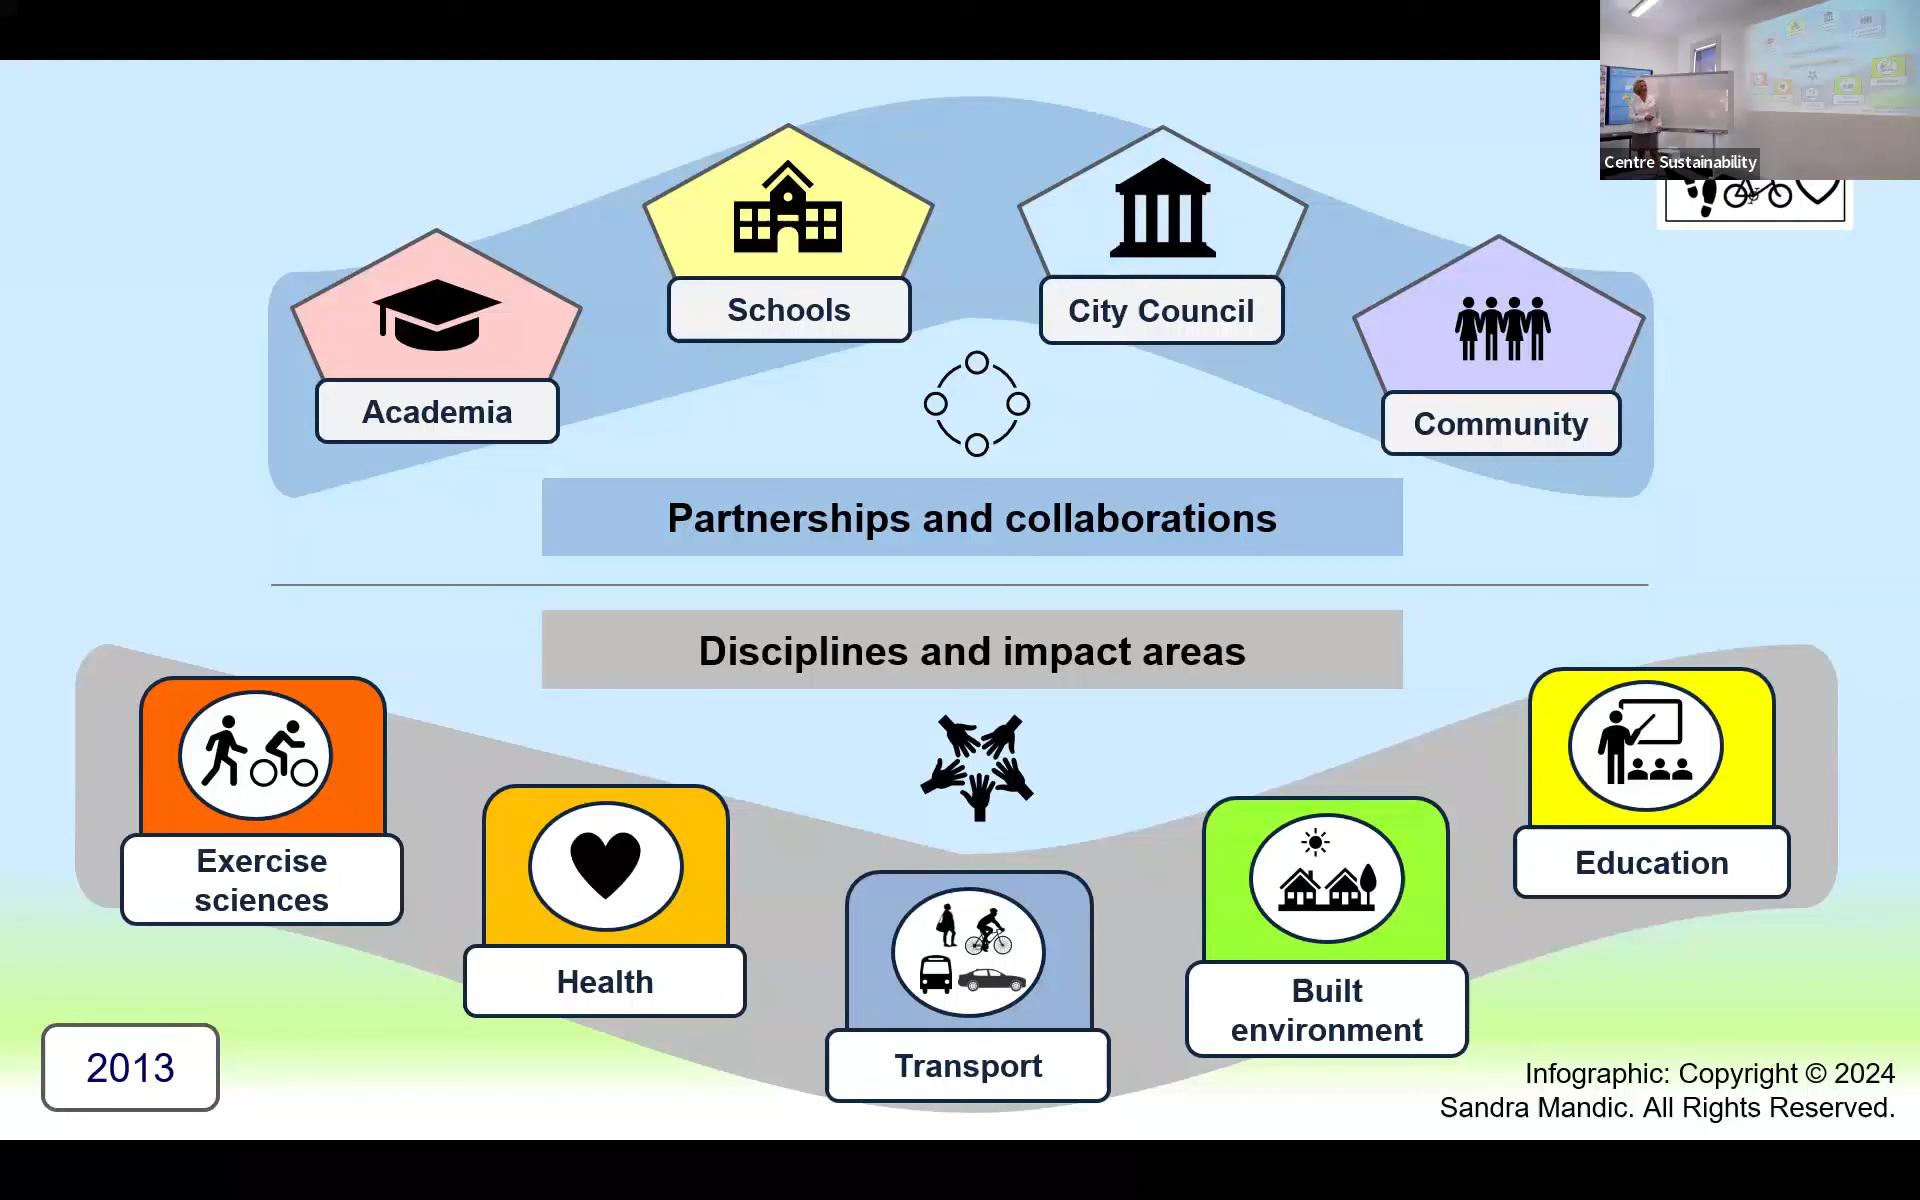 Centre Sustainability
Schools
City Council
Academia
Community
Partnerships and collaborations
Disciplines and impact areas
Exercise
sciences
Health
Transport
Built
environment
Education
2013
Infographic: Copyright © 2024
Sandra Mandic. All Rights Reserved.